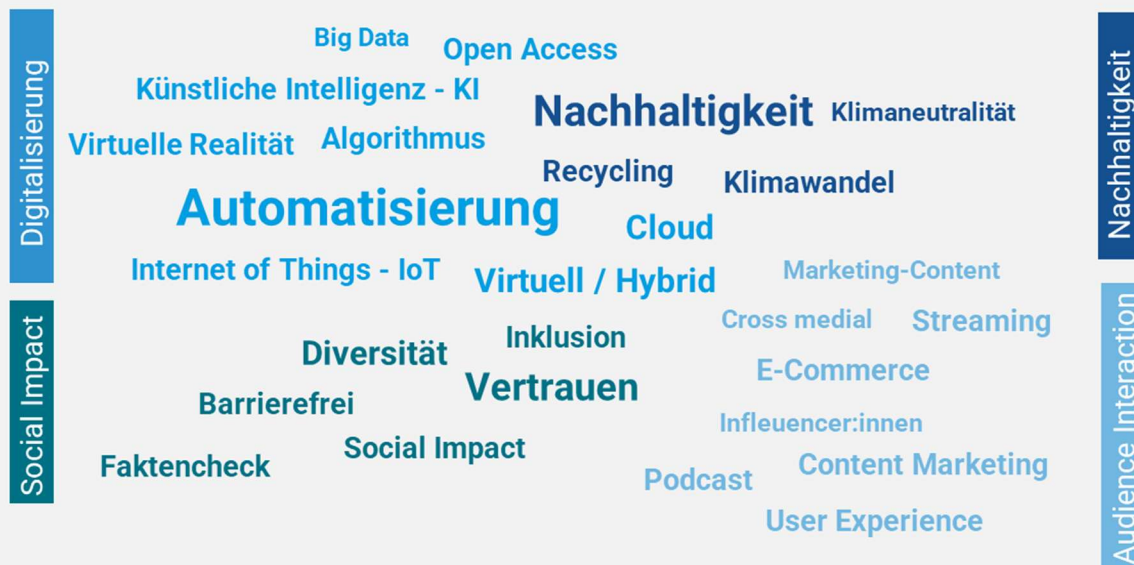 Digitalisierung
Big Data
Open Access
Künstliche Intelligenz - KI
Nachhaltigkeit
Klimaneutralität
Virtuelle Realität
Algorithmus
Recycling
Klimawandel
Automatisierung
Cloud
Internet of Things - IoT
Virtuell / Hybrid
Nachhaltigkeit
Social Impact
Inklusion
Diversität
Vertrauen
Barrierefrei
Social Impact
Faktencheck
Marketing-Content
Cross medial
Streaming
E-Commerce
Infleuencer:innen
Content Marketing
Podcast
User Experience
Audience Interaction